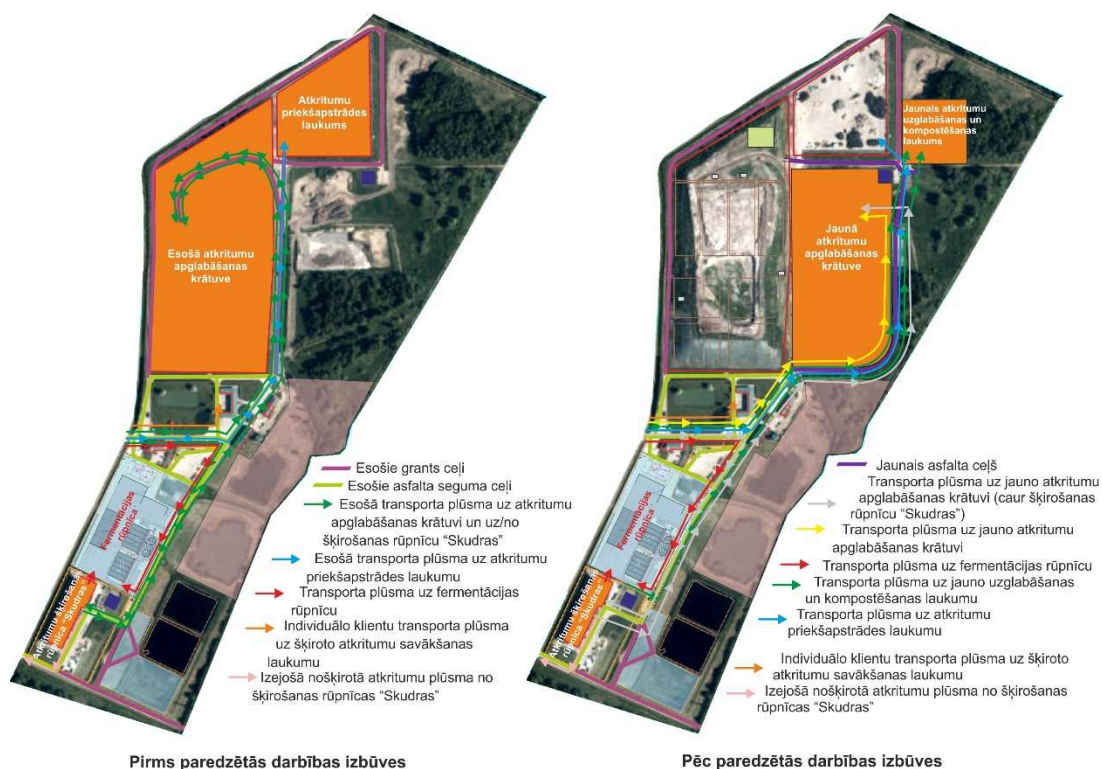 Atkritumu
priekšapstrādes
laukums
Esošā atkritumu
apglabāšanas
krātuve
Fermentācijas
rūpnīca
Atkritumu šķirošanas
rūpnīca "Skudras"
Esošie grants ceļi
Esošie asfalta seguma ceļi
Esošā transporta plūsma uz atkritumu
apglabāšanas krātuvi un uz/no
šķirošanas rūpnīcu "Skudras"
Esošā transporta plūsma uz atkritumu
priekšapstrādes laukumu
Transporta plūsma uz fermentācijas
rūpnīcu
Individuālo klientu transporta plūsma
uz šķiroto atkritumu savākšanas
laukumu
Izejošā nošķirotā atkritumu plūsma no
šķirošanas rūpnīcas "Skudras"
Pirms paredzētās darbības izbūves
Jaunais atkritumu
uzglabāšanas un
kompostēšanas
laukums
Jaunā
atkritumu
apglabāšanas
krātuve
Fermentācijas
rūpnīca
Atkritumu šķirošanas
rūpnīca "Skudras"
Jaunais asfalta ceļš
Transporta plūsma uz jauno atkritumu
apglabāšanas krātuvi (caur šķirošanas
rūpnīcu "Skudras")
Transporta plūsma uz jauno atkritumu
apglabāšanas krātuvi
Transporta plūsma uz fermentācijas rūpnīcu
Transporta plūsma uz jauno uzglabāšanas
un kompostēšanas laukumu
Transporta plūsma uz atkritumu
priekšapstrādes laukumu
Individuālo klientu transporta plūsma uz šķiroto
atkritumu savākšanas laukumu
Izejošā nošķirotā atkritumu plūsma no šķirošanas
rūpnīcas "Skudras"
Pēc paredzētās darbības izbūves